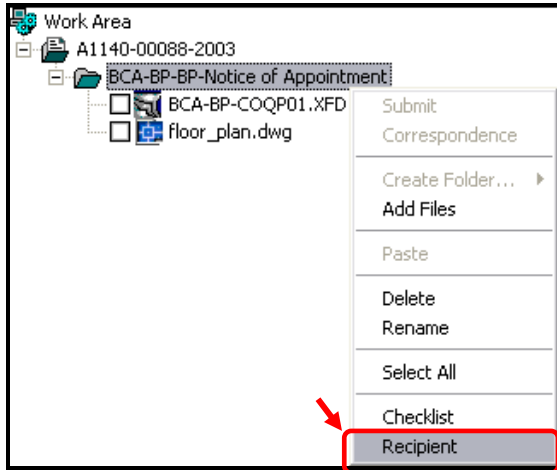 Work Area
A1140-00088-2003
BCA-BP-BP-Notice of Appointment
BCA-BP-COQP01.XFD
floor_plan.dwg
Submit
Correspondence
Create Folder...
Add Files
Paste
Delete
Rename
Select All
Checklist
Recipient